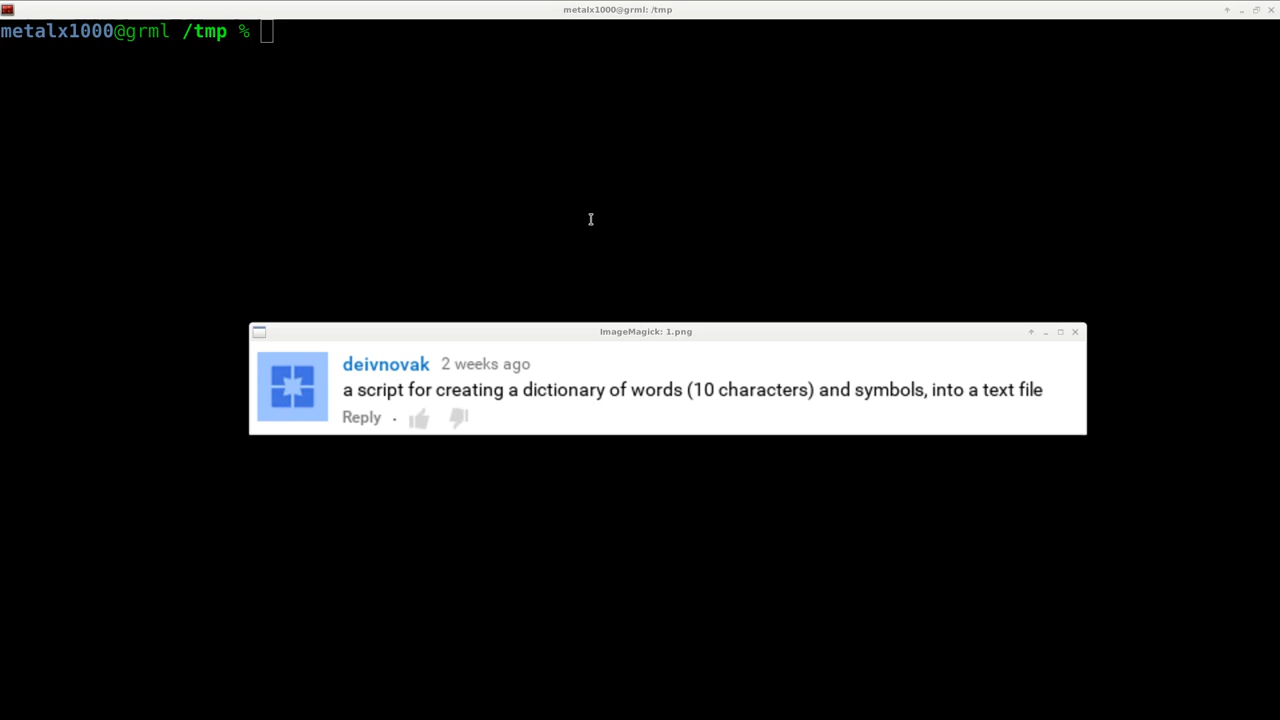 metalx1000@grml: /tmp
metalx1000@grml /tmp %
ImageMagick: 1.png
deivnovak 2 weeks ago
a script for creating a dictionary of words (10 characters) and symbols, into a text file
Reply ·